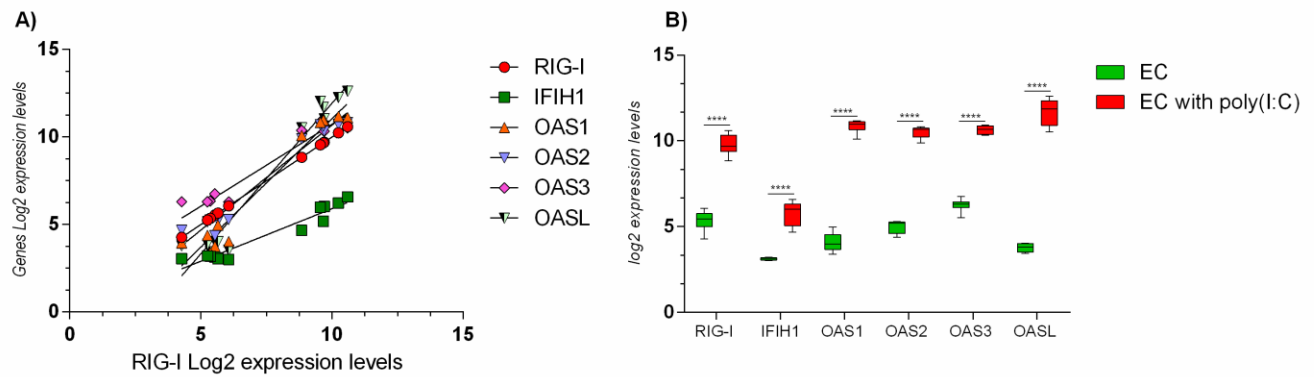 A)
15
10
5
0
Genes Log2 expression levels
0 5 10 15
RIG-I Log2 expression levels
RIG-I
IFIH1
OAS1
OAS2
OAS3
OASL
B)
15
10
5
0
log2 expression levels
****
****
****
****
****
****
RIG-I IFIH1 OAS1 OAS2 OAS3 OASL
EC
EC with poly(I:C)